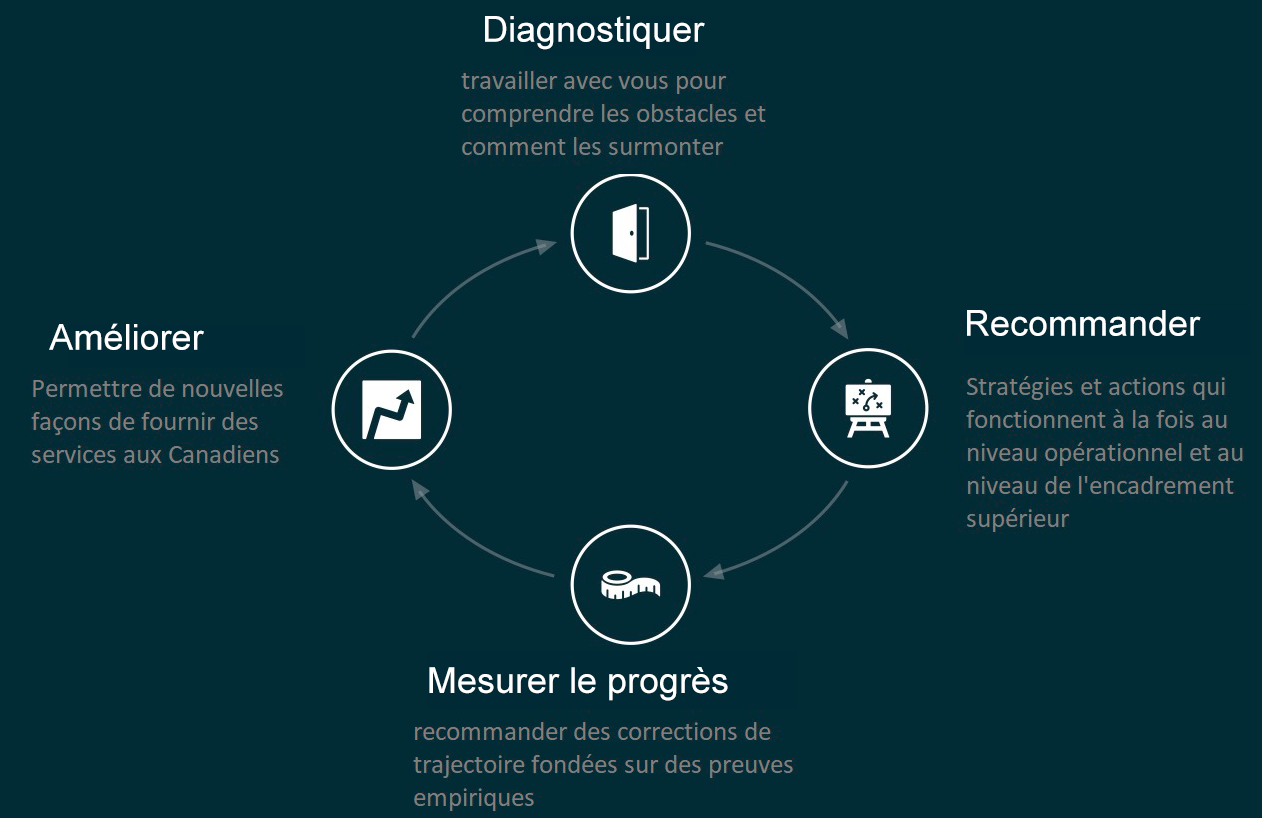 Diagnostiquer
travailler avec vous pour
comprendre les obstacles et
comment les surmonter
Recommander
Stratégies et actions qui
fonctionnent à la fois au
niveau opérationnel et au
niveau de l'encadrement
supérieur
Mesurer le progrès
recommander des corrections de
trajectoire fondées sur des preuves
empiriques
Améliorer
Permettre de nouvelles
façons de fournir des
services aux Canadiens